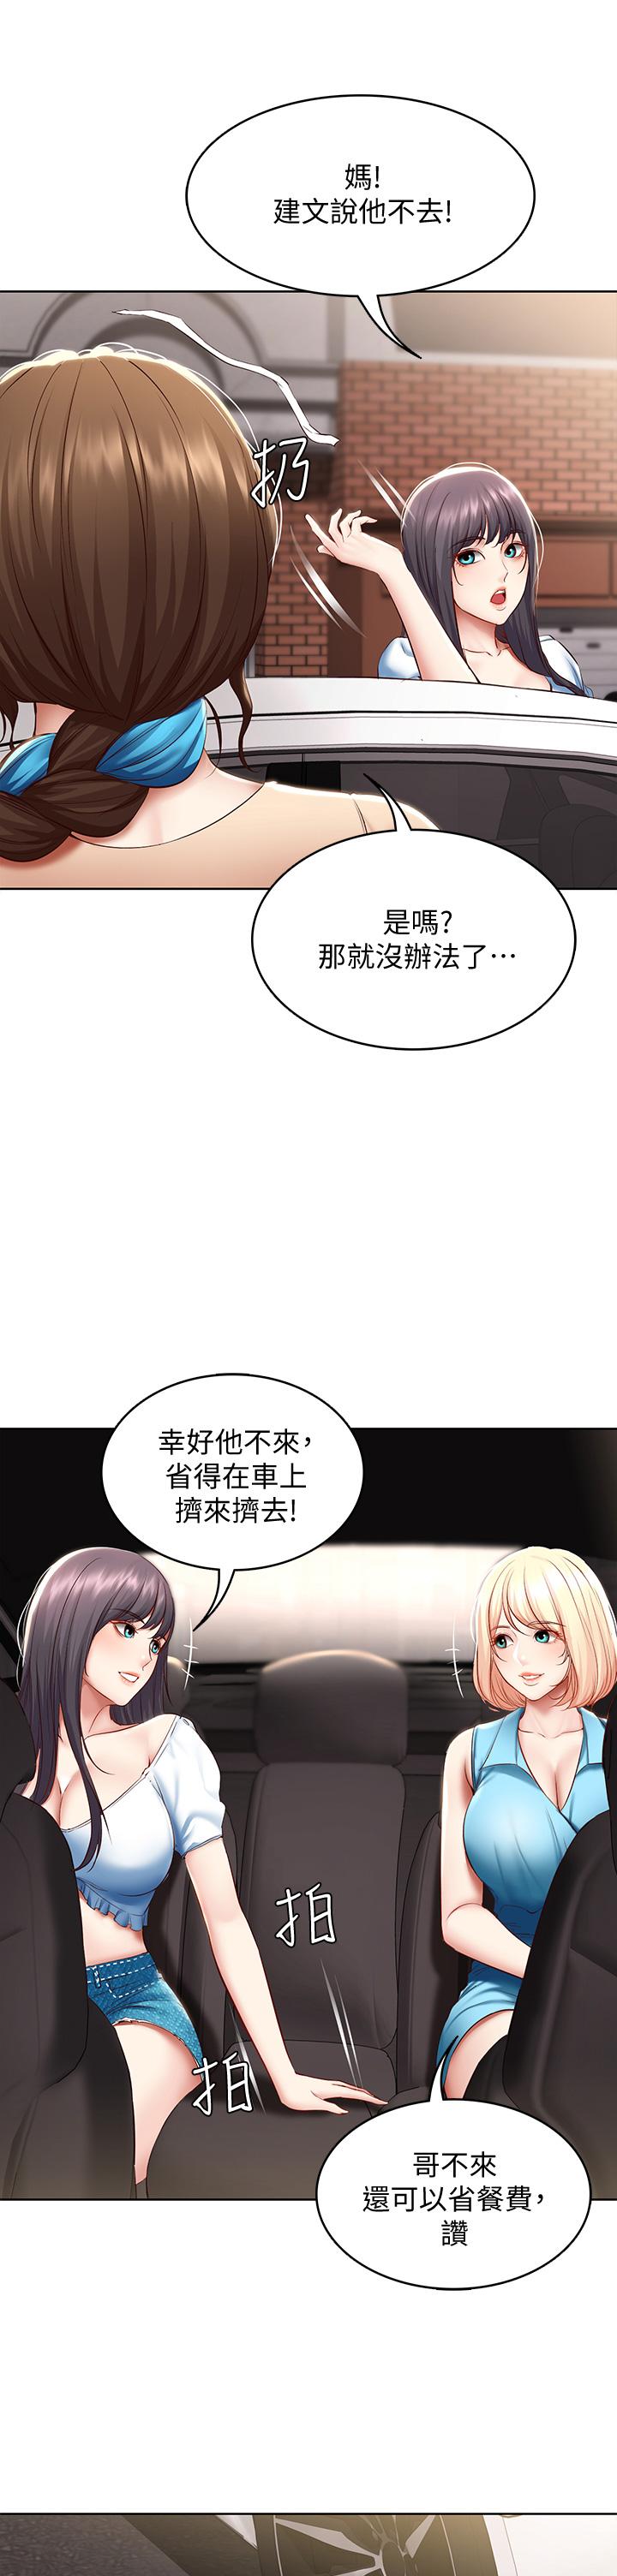 媽!
建文說他不去!
扔
是嗎?
那就沒辦法了…
幸好他不來,
省得在車上
擠來擠去!
拍
拍
哥不來
還可以省餐費,
讚